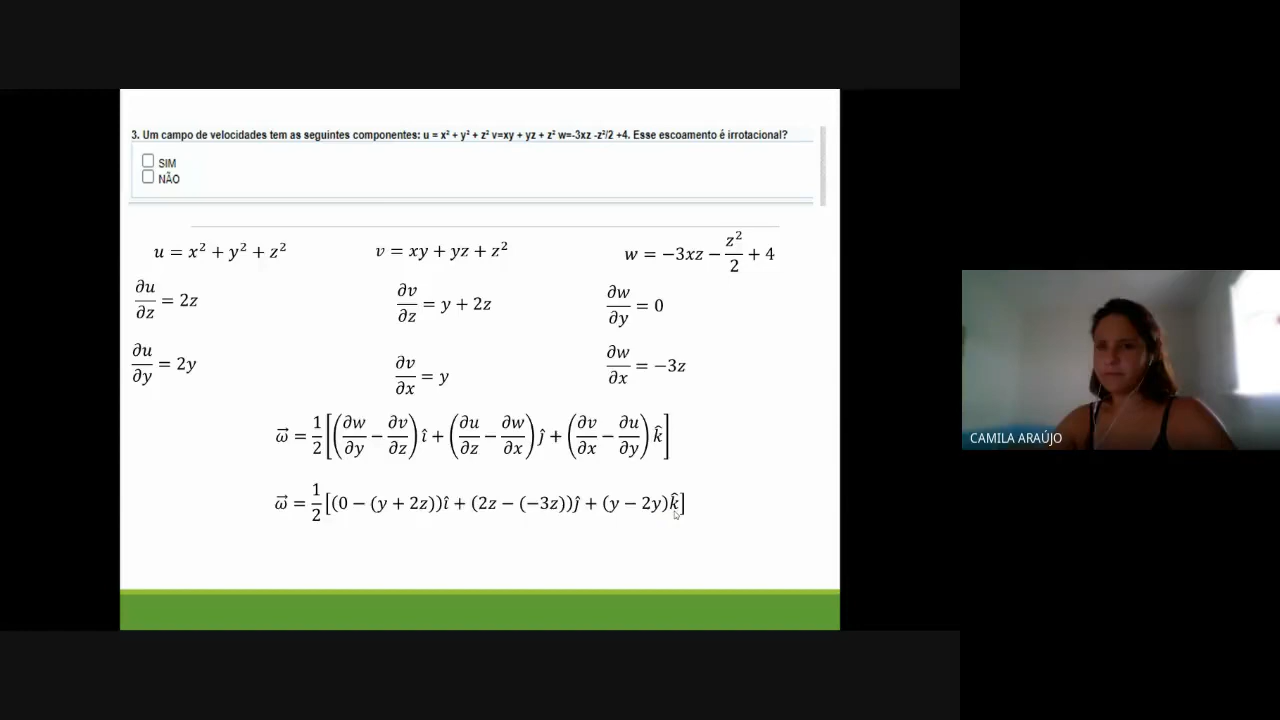 3. Um campo de velocidades tem as seguintes componentes: u = x² + y² + z² v=xy + yz + z² w=-3xz -z²/2 +4. Esse escoamento é irrotacional?
SIM
NÃO
u = x² + y² + z² v = xy + yz + z² w = −3xz − z²/2 + 4
∂u/∂z = 2z ∂v/∂z = y + 2z ∂w/∂y = 0
∂u/∂y = 2y ∂v/∂x = y ∂w/∂x = −3z
ω⃗ = 1/2 [(∂w/∂y − ∂v/∂z) î + (∂u/∂z − ∂w/∂x) ĵ + (∂v/∂x − ∂u/∂y) k̂]
ω⃗ = 1/2 [(0 − (y + 2z))î + (2z − (−3z))ĵ + (y − 2y)k̂]
CAMILA ARAÚJO